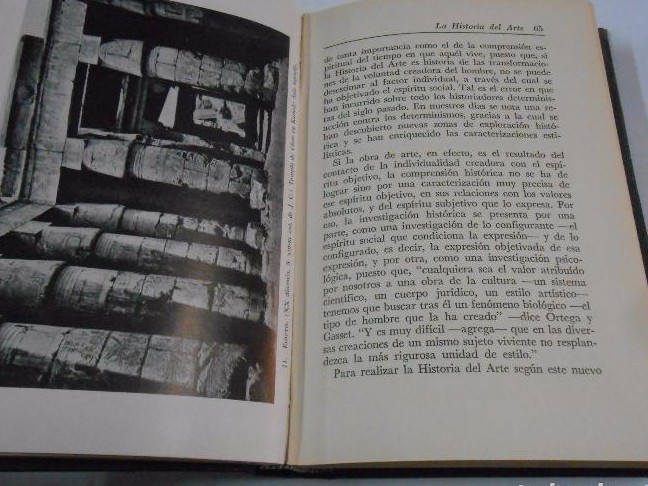 La Historia del Arte 65
de tanta importancia como el de la comprensión es-
piritual del tiempo en que aquél vive, puesto que, si
la Historia del Arte es historia de las transformacio-
nes de la voluntad creadora del hombre, no se puede
desestimar al factor individual, a través del cual se
ha objetivado el espíritu social. Tal es el error en que
han incurrido sobre todo los historiadores determinis-
tas del siglo pasado. En nuestros días se nota una re-
acción contra los determinismos, gracias a la cual se
han descubierto nuevas zonas de exploración histó-
rica y se han enriquecido las caracterizaciones esti-
lísticas.
Si la obra de arte, en efecto, es el resultado del
contacto de la individualidad creadora con el espí-
ritu objetivo, la comprensión histórica no se ha de
lograr sino por una caracterización muy precisa de
ese espíritu objetivo, en sus relaciones con los valores
absolutos, y del espíritu subjetivo que lo expresa. Por
eso, la investigación histórica se presenta por una
parte, como una investigación de lo configurante —el
espíritu social que condiciona la expresión— y de lo
configurado, es decir, la expresión objetivada de esa
expresión, y por otra, como una investigación psico-
lógica, puesto que, "cualquiera sea el valor atribuido
por nosotros a una obra de la cultura —un sistema
científico, un cuerpo jurídico, un estilo artístico—
tenemos que buscar tras él un fenómeno biológico —el
tipo de hombre que la ha creado" —dice Ortega y
Gasset. "Y es muy difícil —agrega— que en las diver-
sas creaciones de un mismo sujeto viviente no resplan-
dezca la más rigurosa unidad de estilo."
Para realizar la Historia del Arte según este nuevo